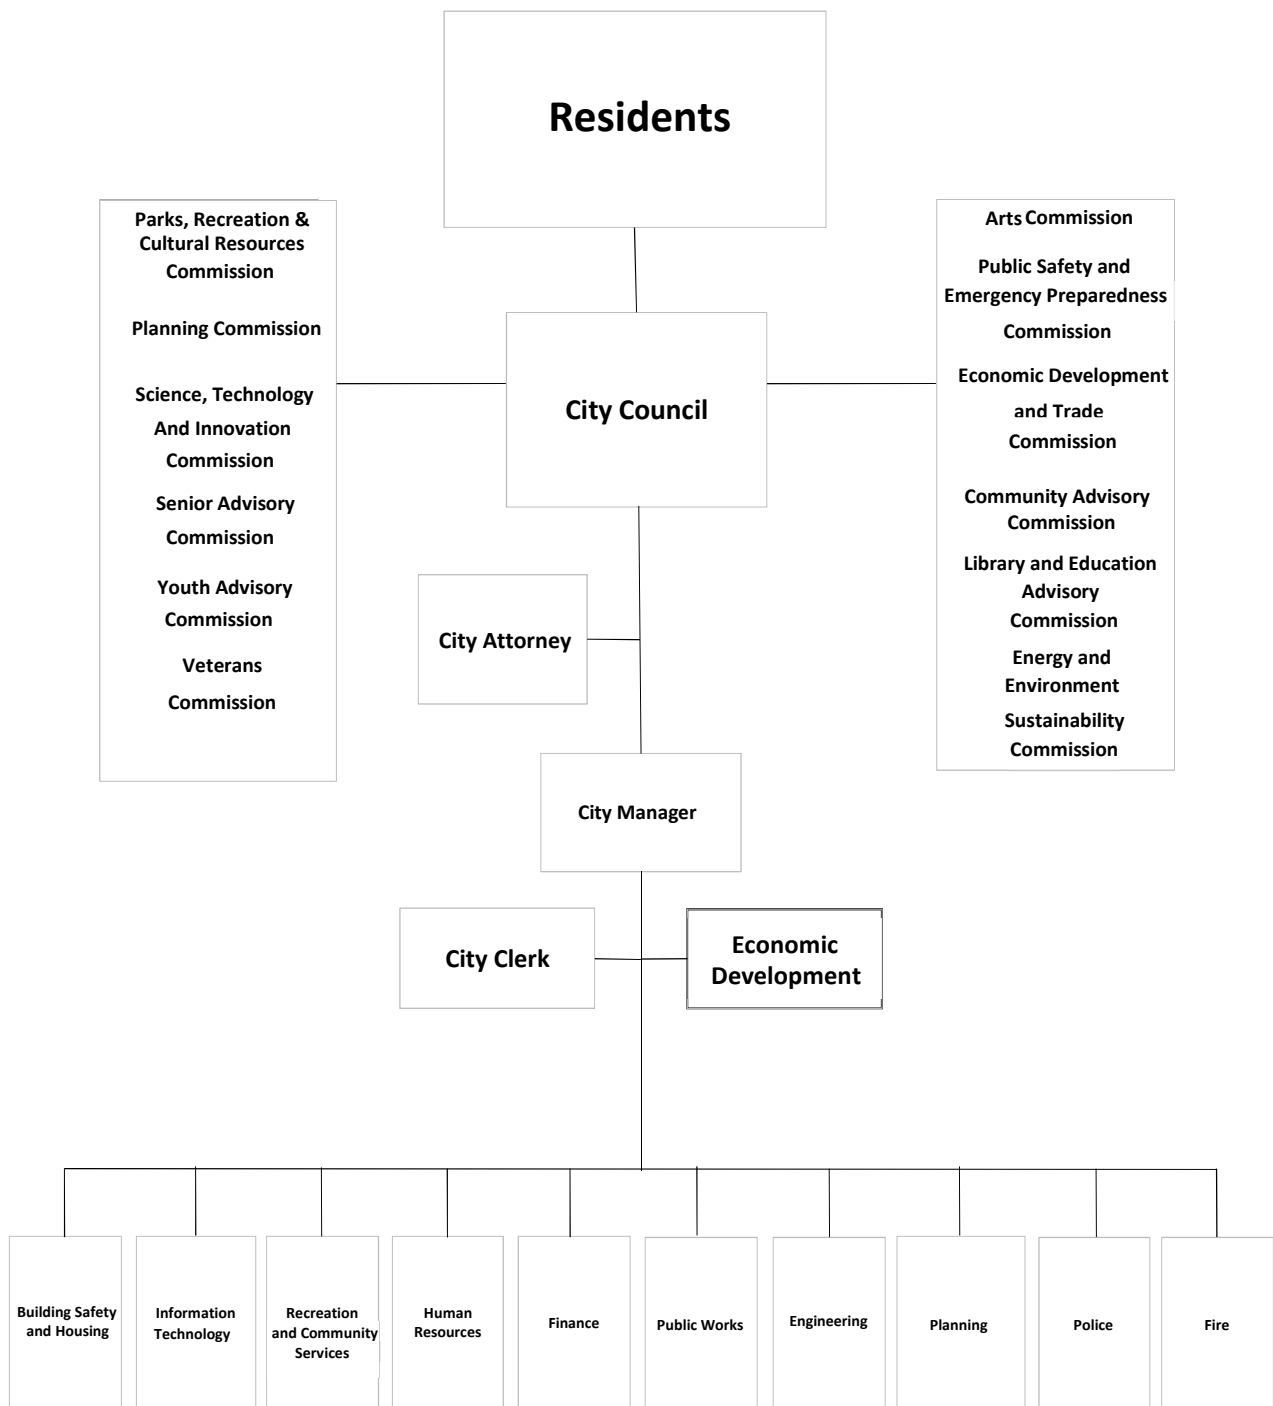 Residents
Parks, Recreation &
Cultural Resources
Commission
Planning Commission
Science, Technology
And Innovation
Commission
Senior Advisory
Commission
Youth Advisory
Commission
Veterans
Commission
City Council
Arts Commission
Public Safety and
Emergency Preparedness
Commission
Economic Development
and Trade
Commission
Community Advisory
Commission
Library and Education
Advisory
Commission
Energy and
Environment
Sustainability
Commission
City Attorney
City Manager
City Clerk
Economic
Development
Building Safety
and Housing
Information
Technology
Recreation
and Community
Services
Human
Resources
Finance
Public Works
Engineering
Planning
Police
Fire